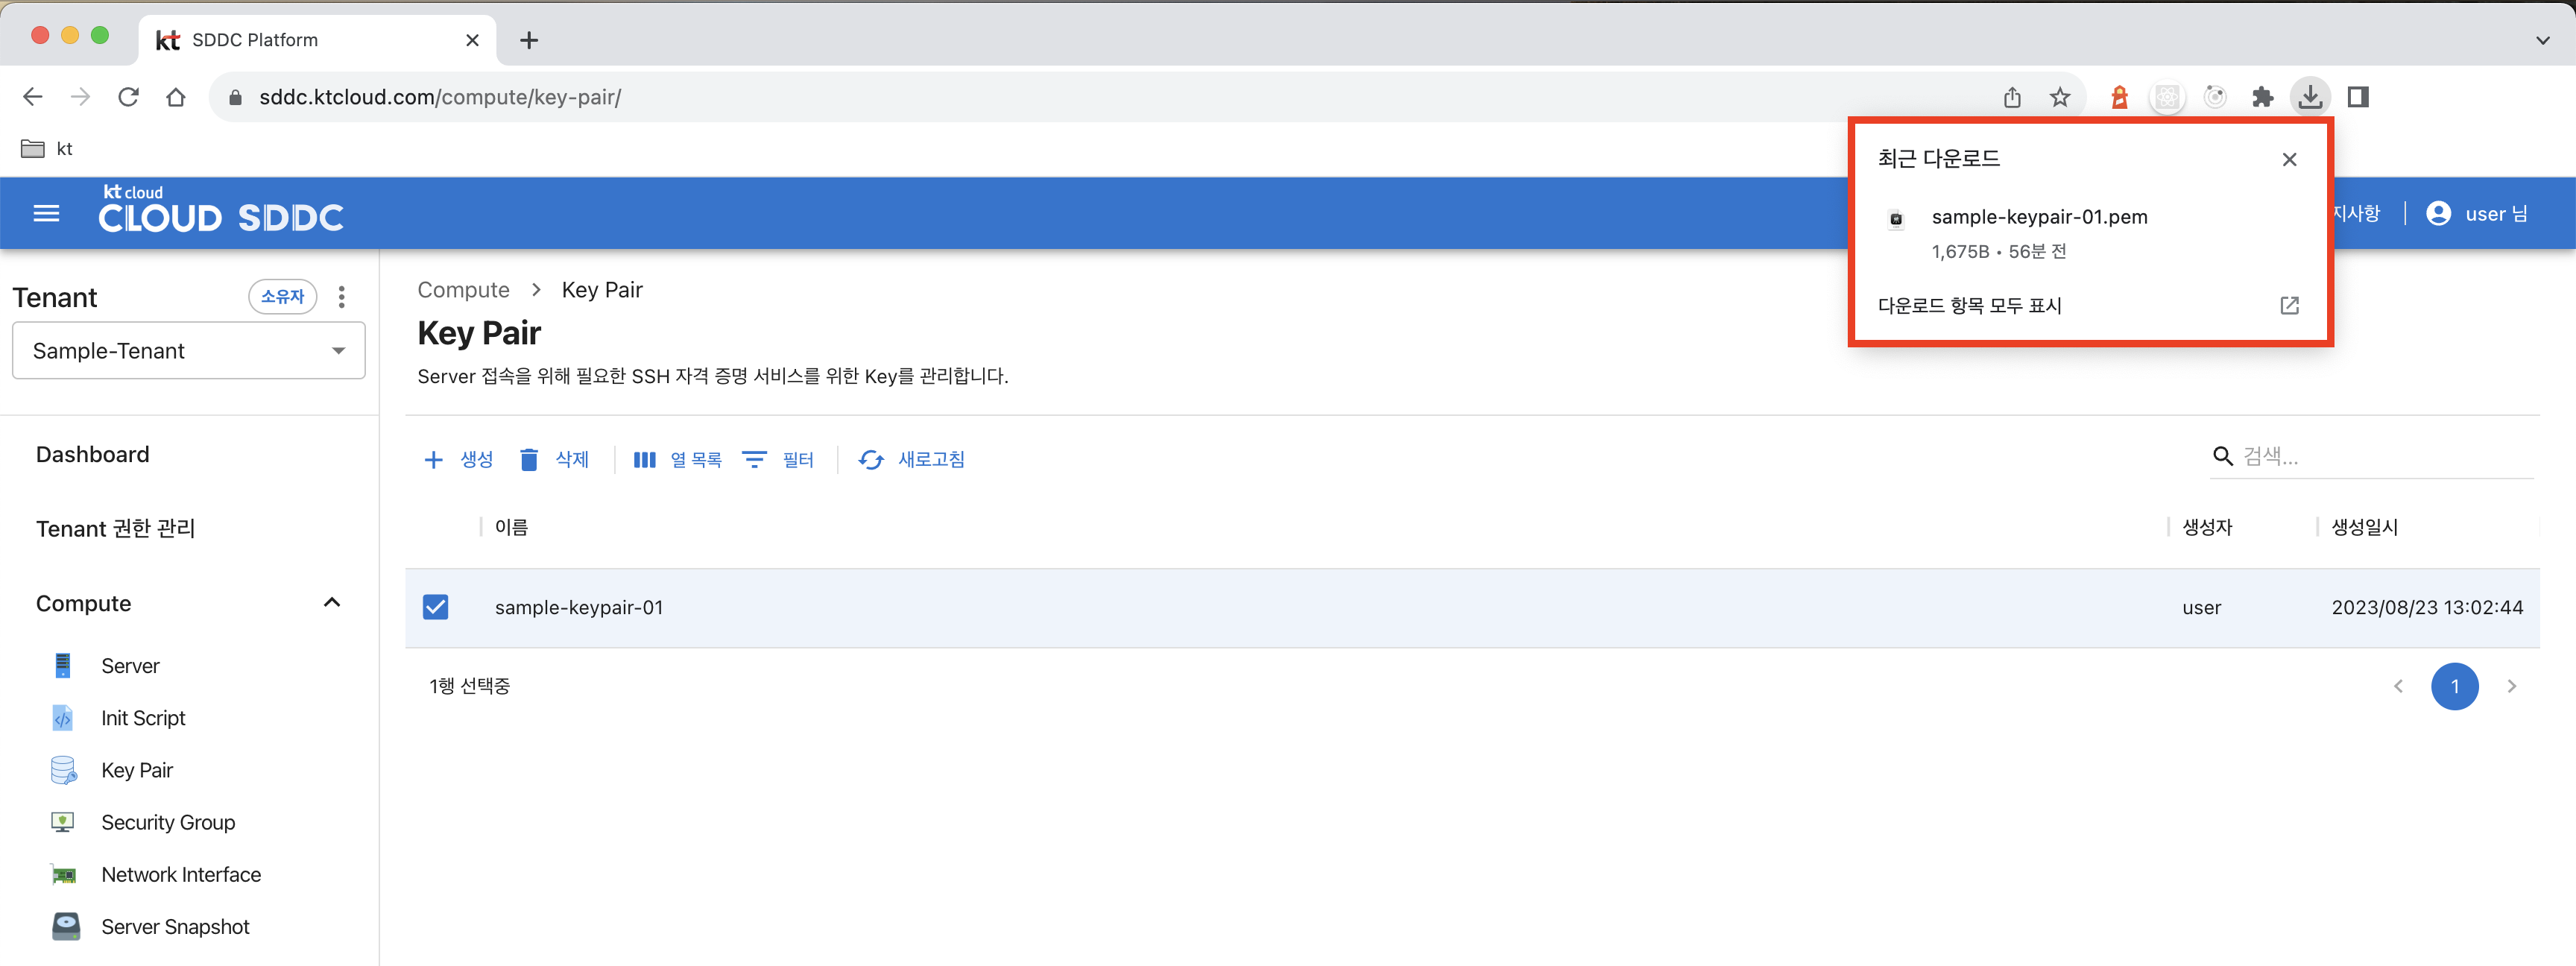 kt SDDC Platform
sddc.ktcloud.com/compute/key-pair/
kt
kt cloud
CLOUD SDDC
지사항
user 님
최근 다운로드
sample-keypair-01.pem
1,675B • 56분 전
다운로드 항목 모두 표시
Tenant
소유자
Sample-Tenant
Dashboard
Tenant 권한 관리
Compute
Server
Init Script
Key Pair
Security Group
Network Interface
Server Snapshot
Compute > Key Pair
Key Pair
Server 접속을 위해 필요한 SSH 자격 증명 서비스를 위한 Key를 관리합니다.
생성 삭제 열 목록 필터 새로고침
검색...
이름 생성자 생성일시
sample-keypair-01 user 2023/08/23 13:02:44
1행 선택중
1